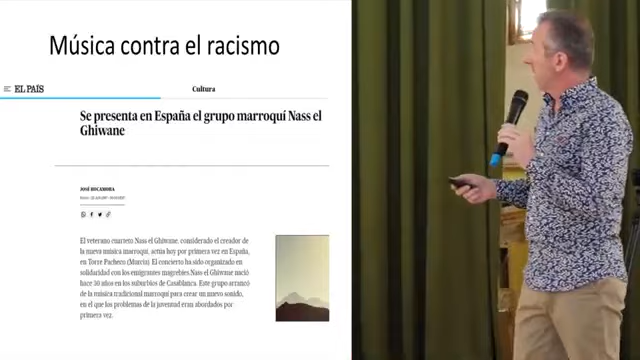 Música contra el racismo
EL PAÍS
Cultura
Se presenta en España el grupo marroquí Nass el
Ghiwane
JOSÉ ROCAMORA
El veterano cuarteto Nass el Ghiwane, considerado el creador de
la nueva música marroquí, actúa hoy por primera vez en España,
en Torre Pacheco (Murcia). El concierto ha sido organizado en
solidaridad con los emigrantes magrebíes Nass el Ghiwane nació
hace 30 años en los suburbios de Casablanca. Este grupo arrancó
de la música tradicional marroquí para crear un nuevo sonido,
en el que los problemas de la juventud eran abordados por
primera vez.